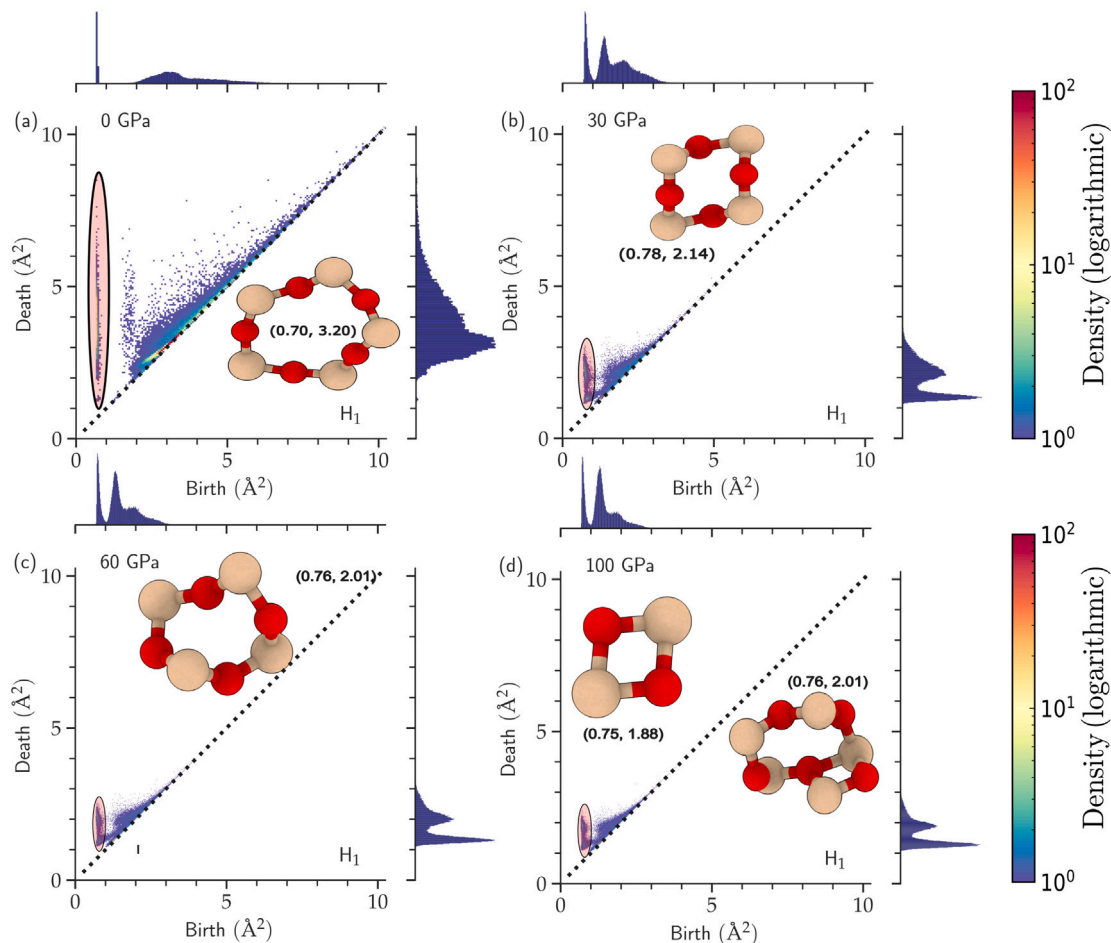 (a) 0 GPa
10
5
0
Death (Å²)
(0.70, 3.20)
H₁
0 5 10
Birth (Å²)
(b) 30 GPa
10
5
0
Death (Å²)
(0.78, 2.14)
H₁
0 5 10
Birth (Å²)
10²
10¹
10⁰
Density (logarithmic)
(c) 60 GPa
10
5
0
Death (Å²)
(0.76, 2.01)
H₁
0 5 10
Birth (Å²)
(d) 100 GPa
10
5
0
Death (Å²)
(0.75, 1.88)
(0.76, 2.01)
H₁
0 5 10
Birth (Å²)
10²
10¹
10⁰
Density (logarithmic)